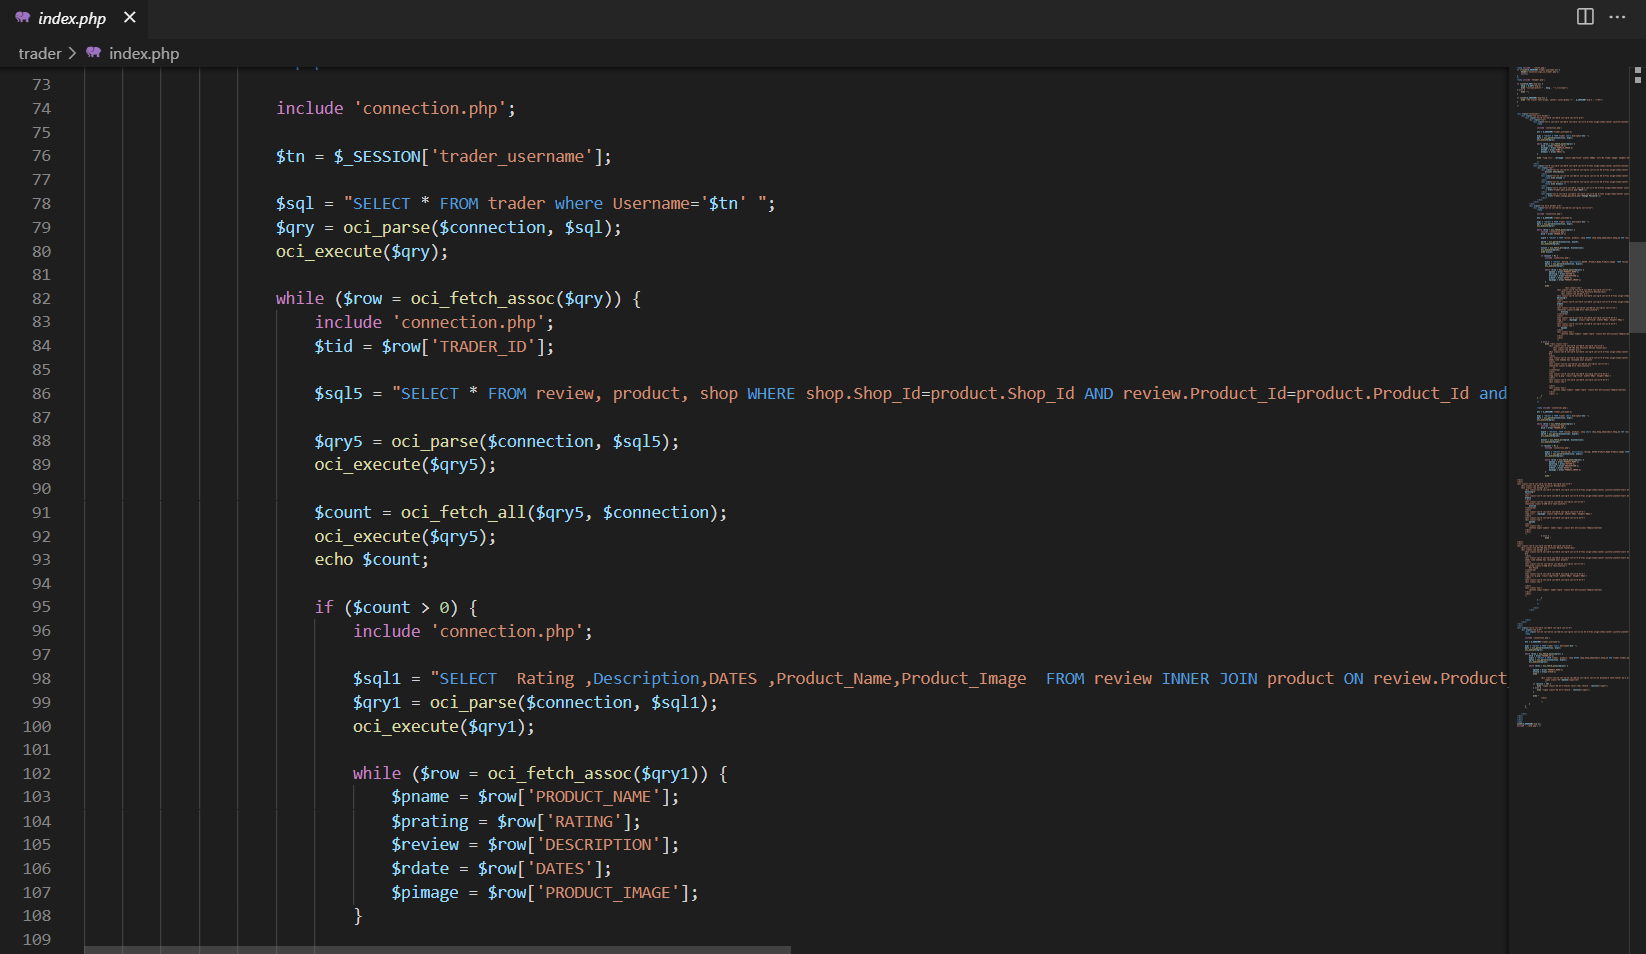 index.php
trader > index.php
73
74 include 'connection.php';
75
76 $tn = $_SESSION['trader_username'];
77
78 $sql = "SELECT * FROM trader where Username='$tn' ";
79 $qry = oci_parse($connection, $sql);
80 oci_execute($qry);
81
82 while ($row = oci_fetch_assoc($qry)) {
83 include 'connection.php';
84 $tid = $row['TRADER_ID'];
85
86 $sql5 = "SELECT * FROM review, product, shop WHERE shop.Shop_Id=product.Shop_Id AND review.Product_Id=product.Product_Id and
87
88 $qry5 = oci_parse($connection, $sql5);
89 oci_execute($qry5);
90
91 $count = oci_fetch_all($qry5, $connection);
92 oci_execute($qry5);
93 echo $count;
94
95 if ($count > 0) {
96 include 'connection.php';
97
98 $sql1 = "SELECT  Rating ,Description,DATES ,Product_Name,Product_Image  FROM review INNER JOIN product ON review.Product_
99 $qry1 = oci_parse($connection, $sql1);
100 oci_execute($qry1);
101
102 while ($row = oci_fetch_assoc($qry1)) {
103 $pname = $row['PRODUCT_NAME'];
104 $prating = $row['RATING'];
105 $review = $row['DESCRIPTION'];
106 $rdate = $row['DATES'];
107 $pimage = $row['PRODUCT_IMAGE'];
108 }
109